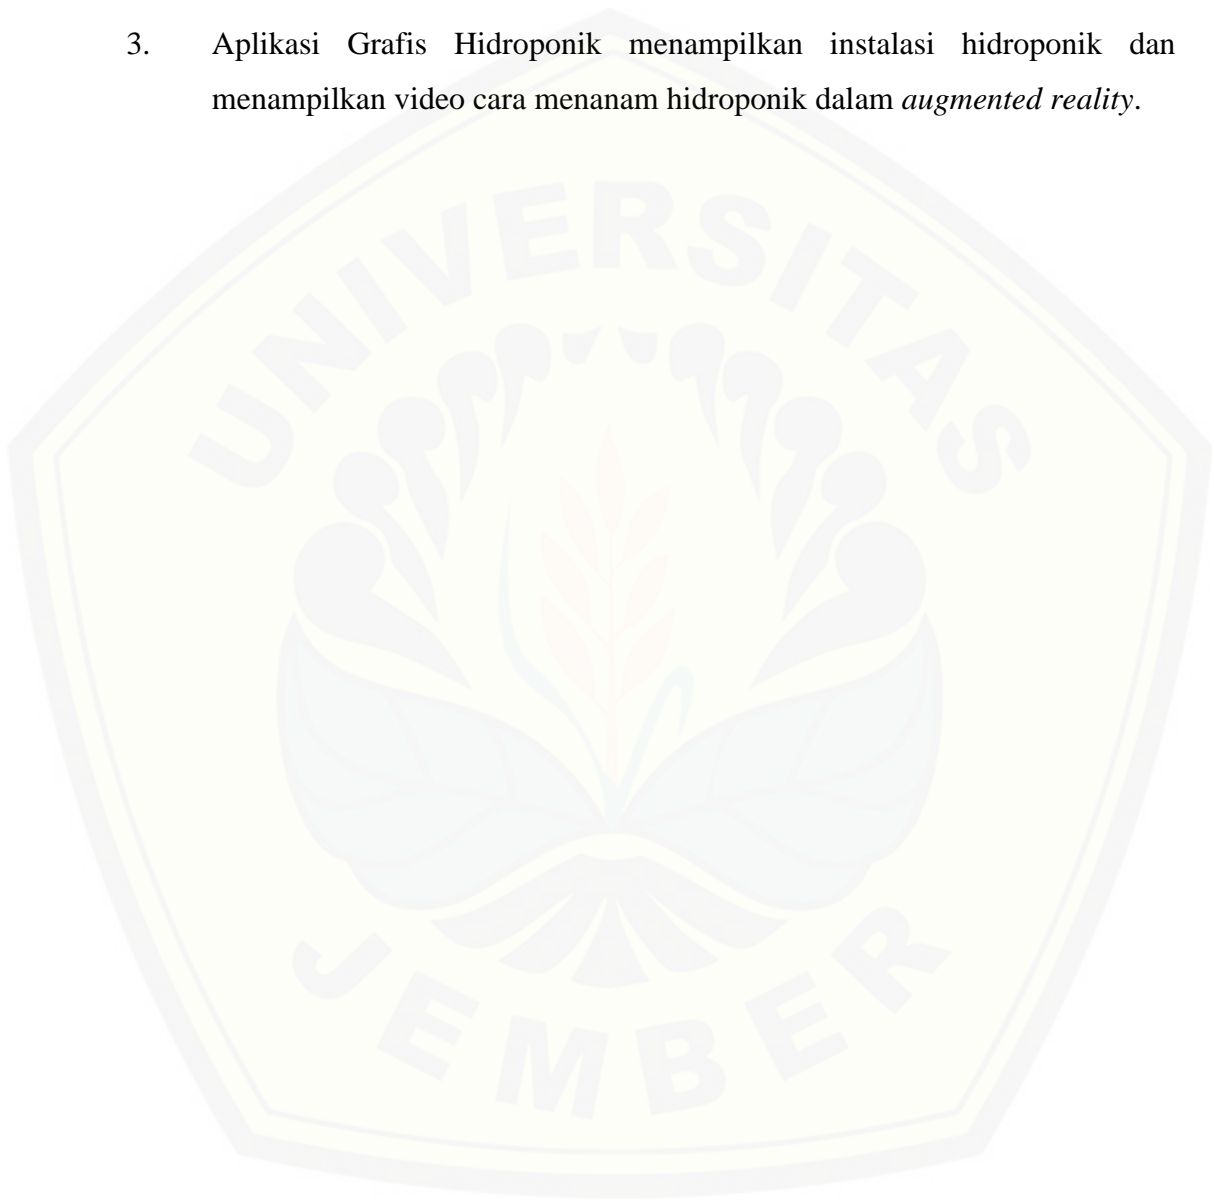 3. Aplikasi Grafis Hidroponik menampilkan instalasi hidroponik dan
menampilkan video cara menanam hidroponik dalam augmented reality.
UNIVERSITAS
JEMBER